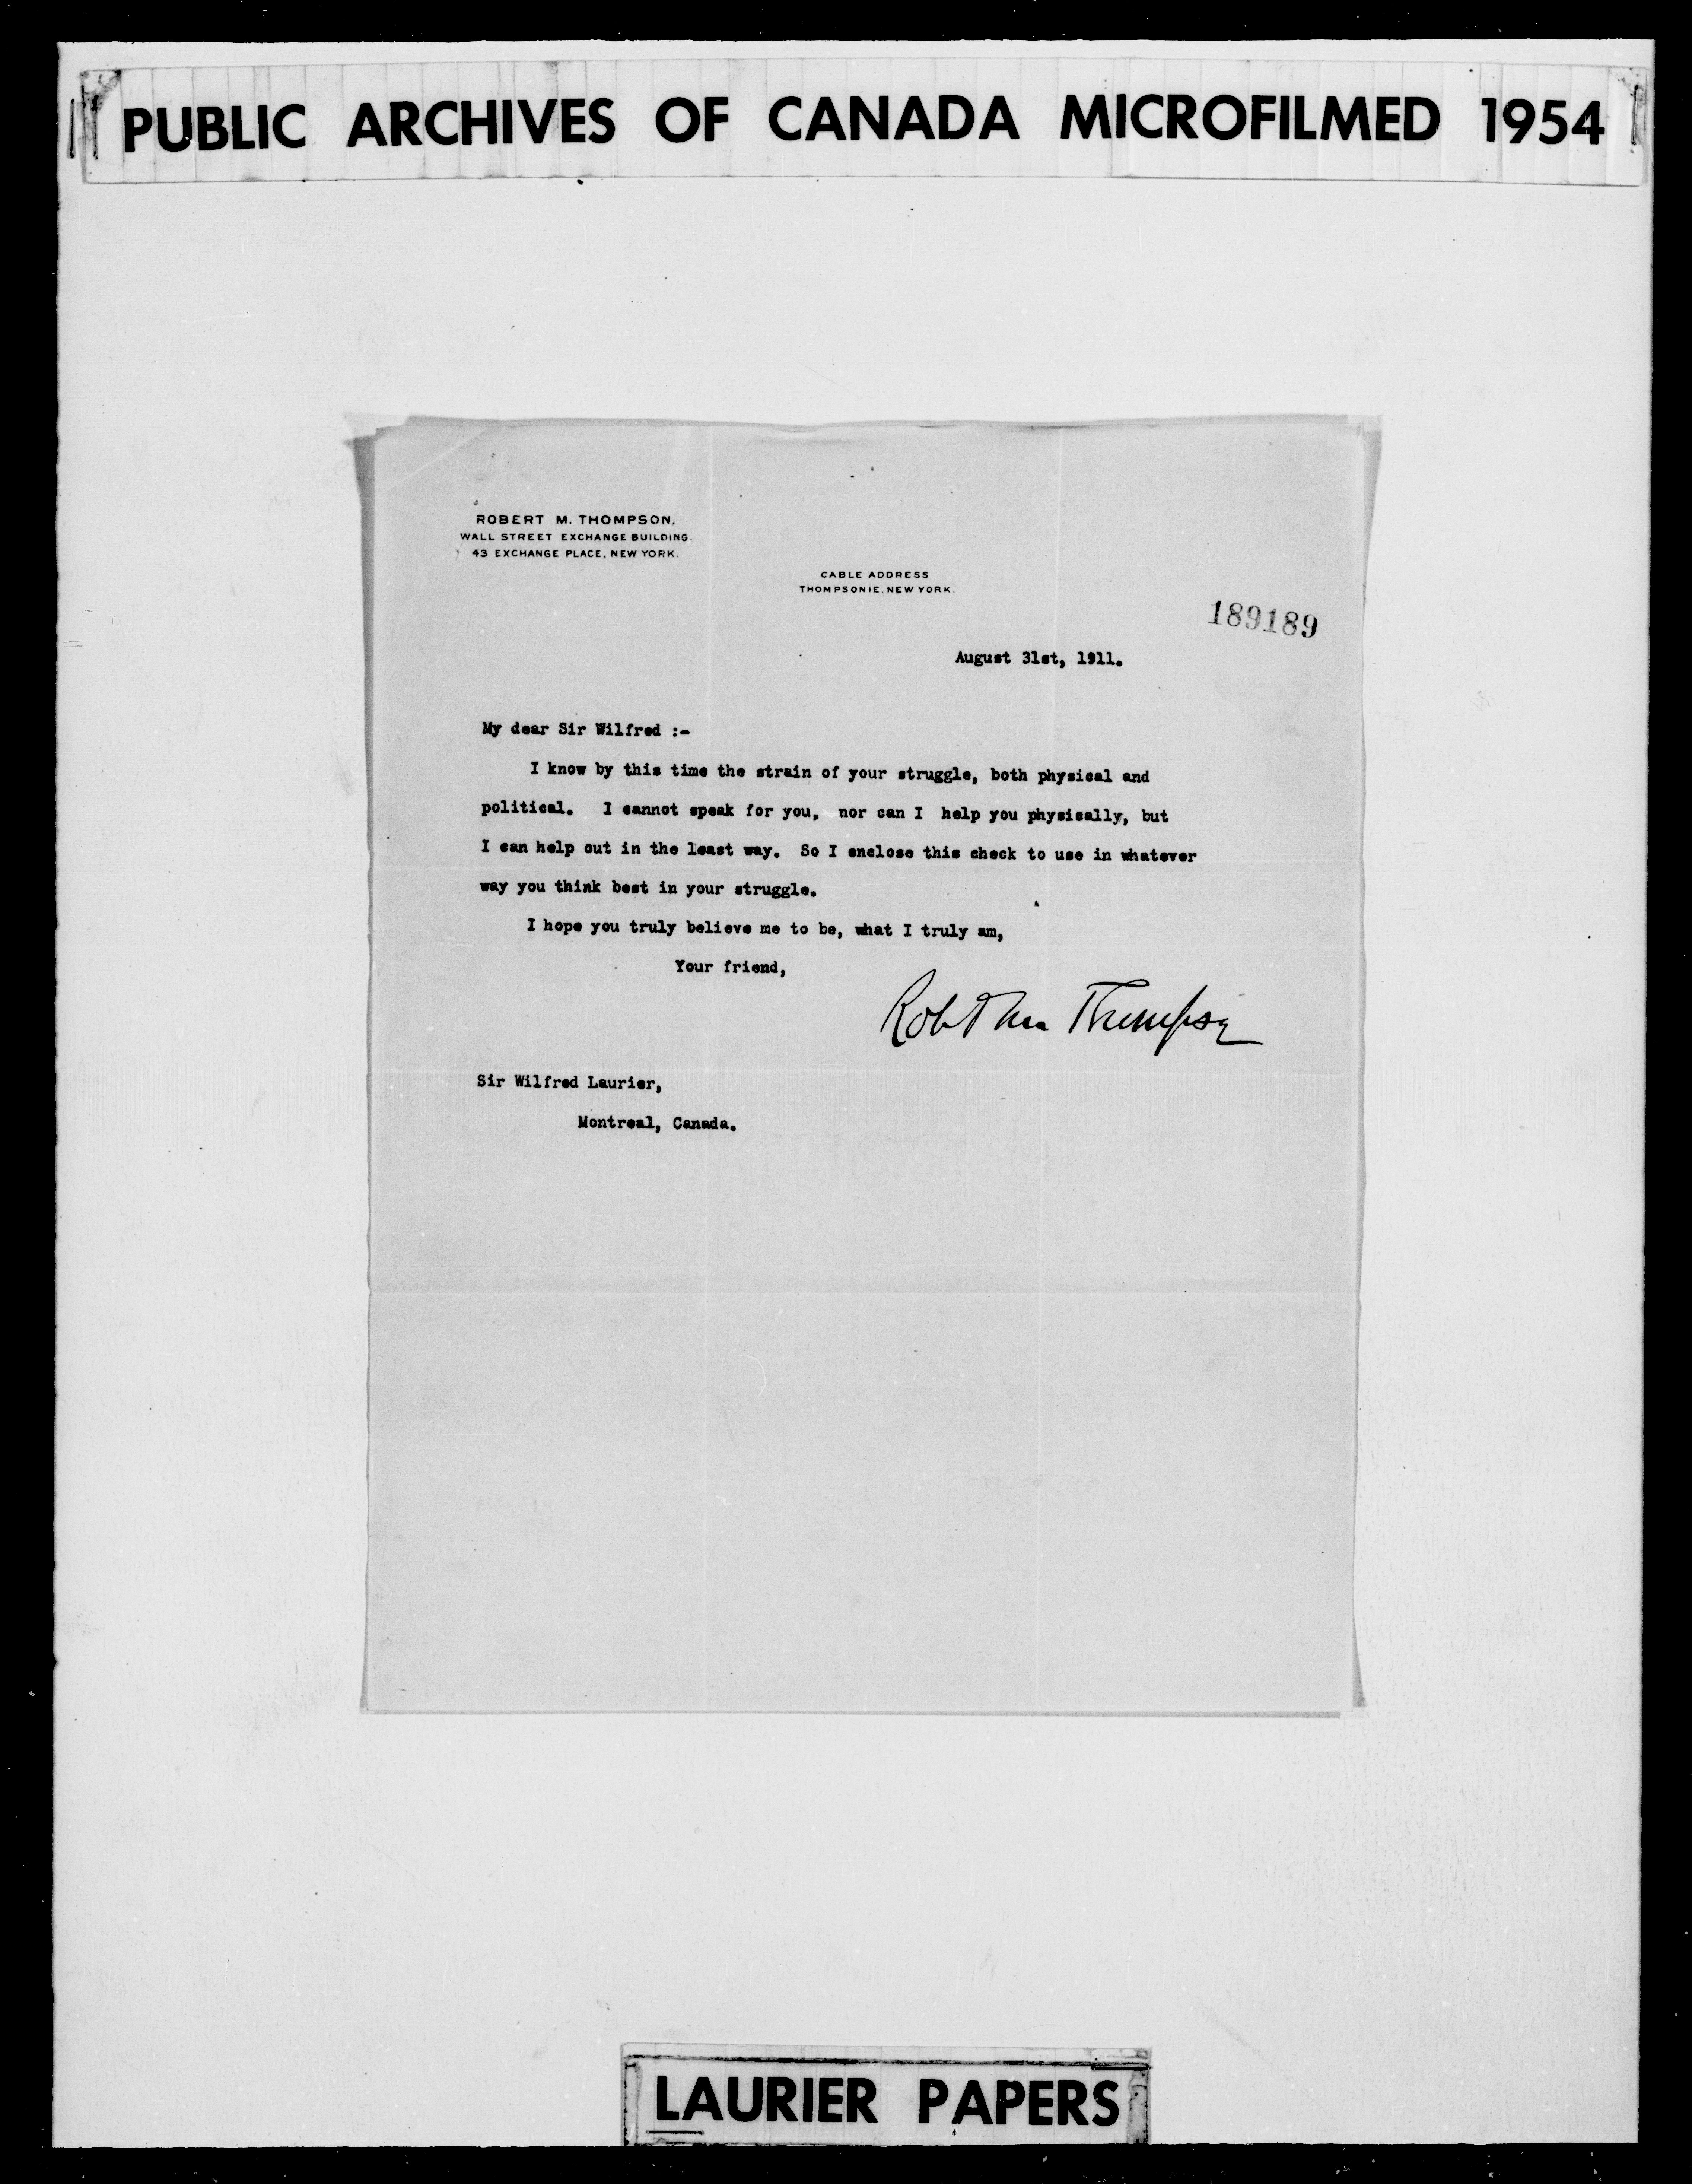 PUBLIC ARCHIVES OF CANADA MICROFILMED 1954
ROBERT M. THOMPSON,
WALL STREET EXCHANGE BUILDING.
43 EXCHANGE PLACE, NEW YORK.
CABLE ADDRESS
THOMPSONIE, NEW YORK.
189189
August 31st, 1911.
My dear Sir Wilfred :-
I know by this time the strain of your struggle, both physical and
political. I cannot speak for you, nor can I help you physically, but
I can help out in the least way. So I enclose this check to use in whatever
way you think best in your struggle.
I hope you truly believe me to be, what I truly am,
Your friend,
Robt M Thompson
Sir Wilfred Laurier,
Montreal, Canada.
LAURIER PAPERS